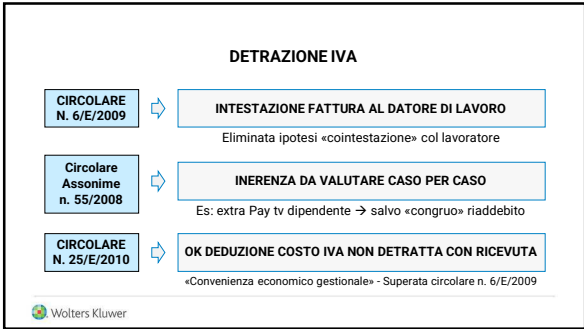 DETRAZIONE IVA
CIRCOLARE
N. 6/E/2009
INTESTAZIONE FATTURA AL DATORE DI LAVORO
Eliminata ipotesi «cointestazione» col lavoratore
Circolare
Assonime
n. 55/2008
INERENZA DA VALUTARE CASO PER CASO
Es: extra Pay tv dipendente → salvo «congruo» riaddebito
CIRCOLARE
N. 25/E/2010
OK DEDUZIONE COSTO IVA NON DETRATTA CON RICEVUTA
«Convenienza economico gestionale» - Superata circolare n. 6/E/2009
Wolters Kluwer